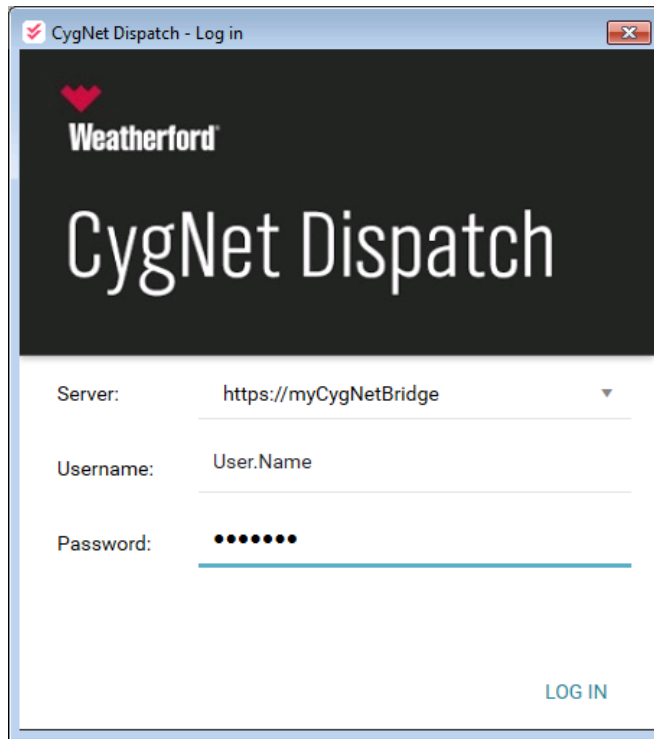 CygNet Dispatch - Log in
Weatherford®
CygNet Dispatch
Server: https://myCygNetBridge
Username: User.Name
Password: •••••••
LOG IN